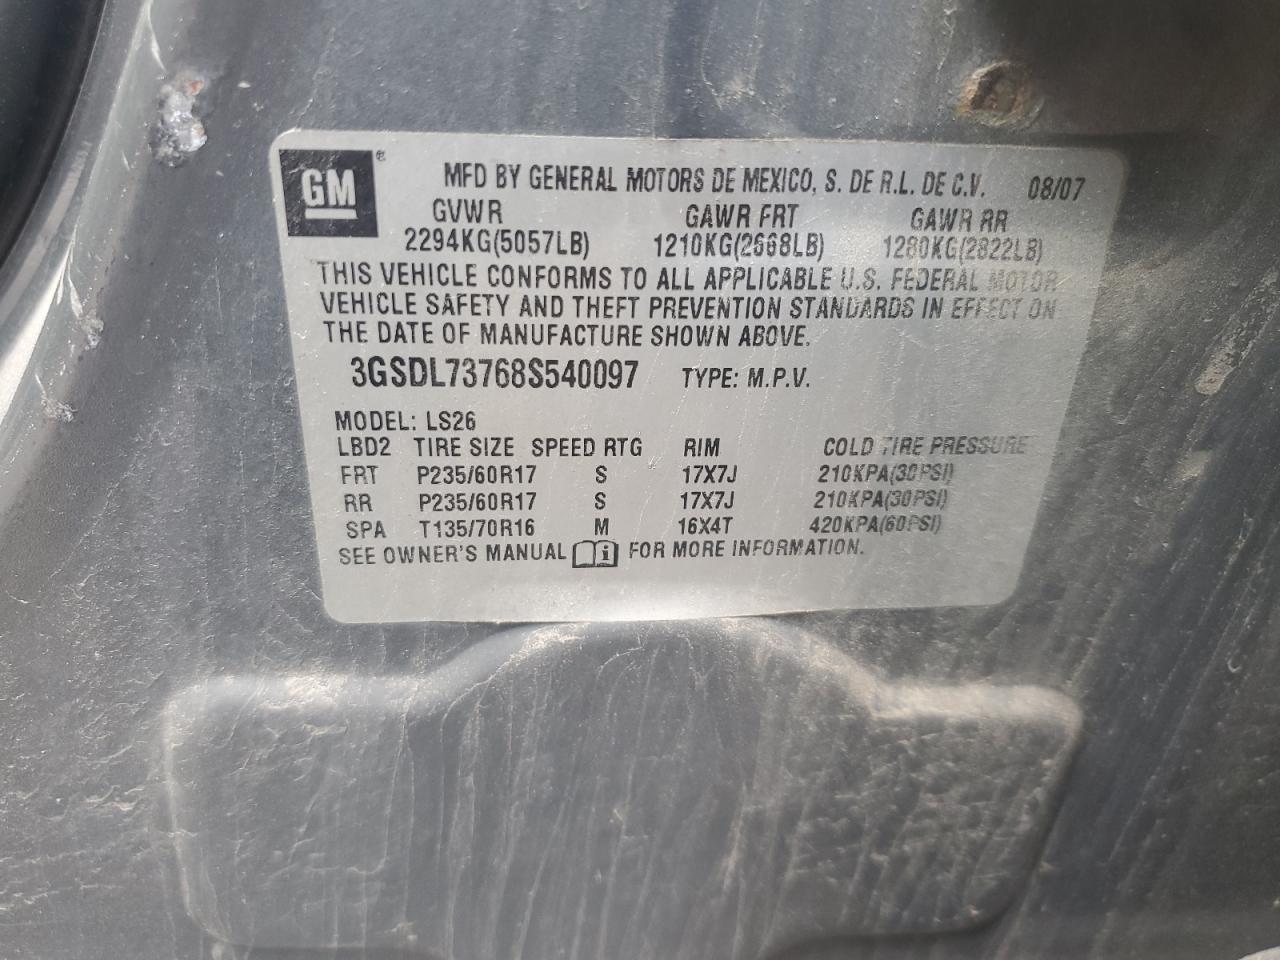 GM ® MFD BY GENERAL MOTORS DE MEXICO, S. DE R.L. DE C.V. 08/07
GVWR GAWR FRT GAWR RR
2294KG(5057LB) 1210KG(2668LB) 1280KG(2822LB)
THIS VEHICLE CONFORMS TO ALL APPLICABLE U.S. FEDERAL MOTOR
VEHICLE SAFETY AND THEFT PREVENTION STANDARDS IN EFFECT ON
THE DATE OF MANUFACTURE SHOWN ABOVE.
3GSDL73768S540097 TYPE: M.P.V.
MODEL: LS26
LBD2 TIRE SIZE SPEED RTG RIM COLD TIRE PRESSURE
FRT P235/60R17 S 17X7J 210KPA(30PSI)
RR P235/60R17 S 17X7J 210KPA(30PSI)
SPA T135/70R16 M 16X4T 420KPA(60PSI)
SEE OWNER'S MANUAL i FOR MORE INFORMATION.